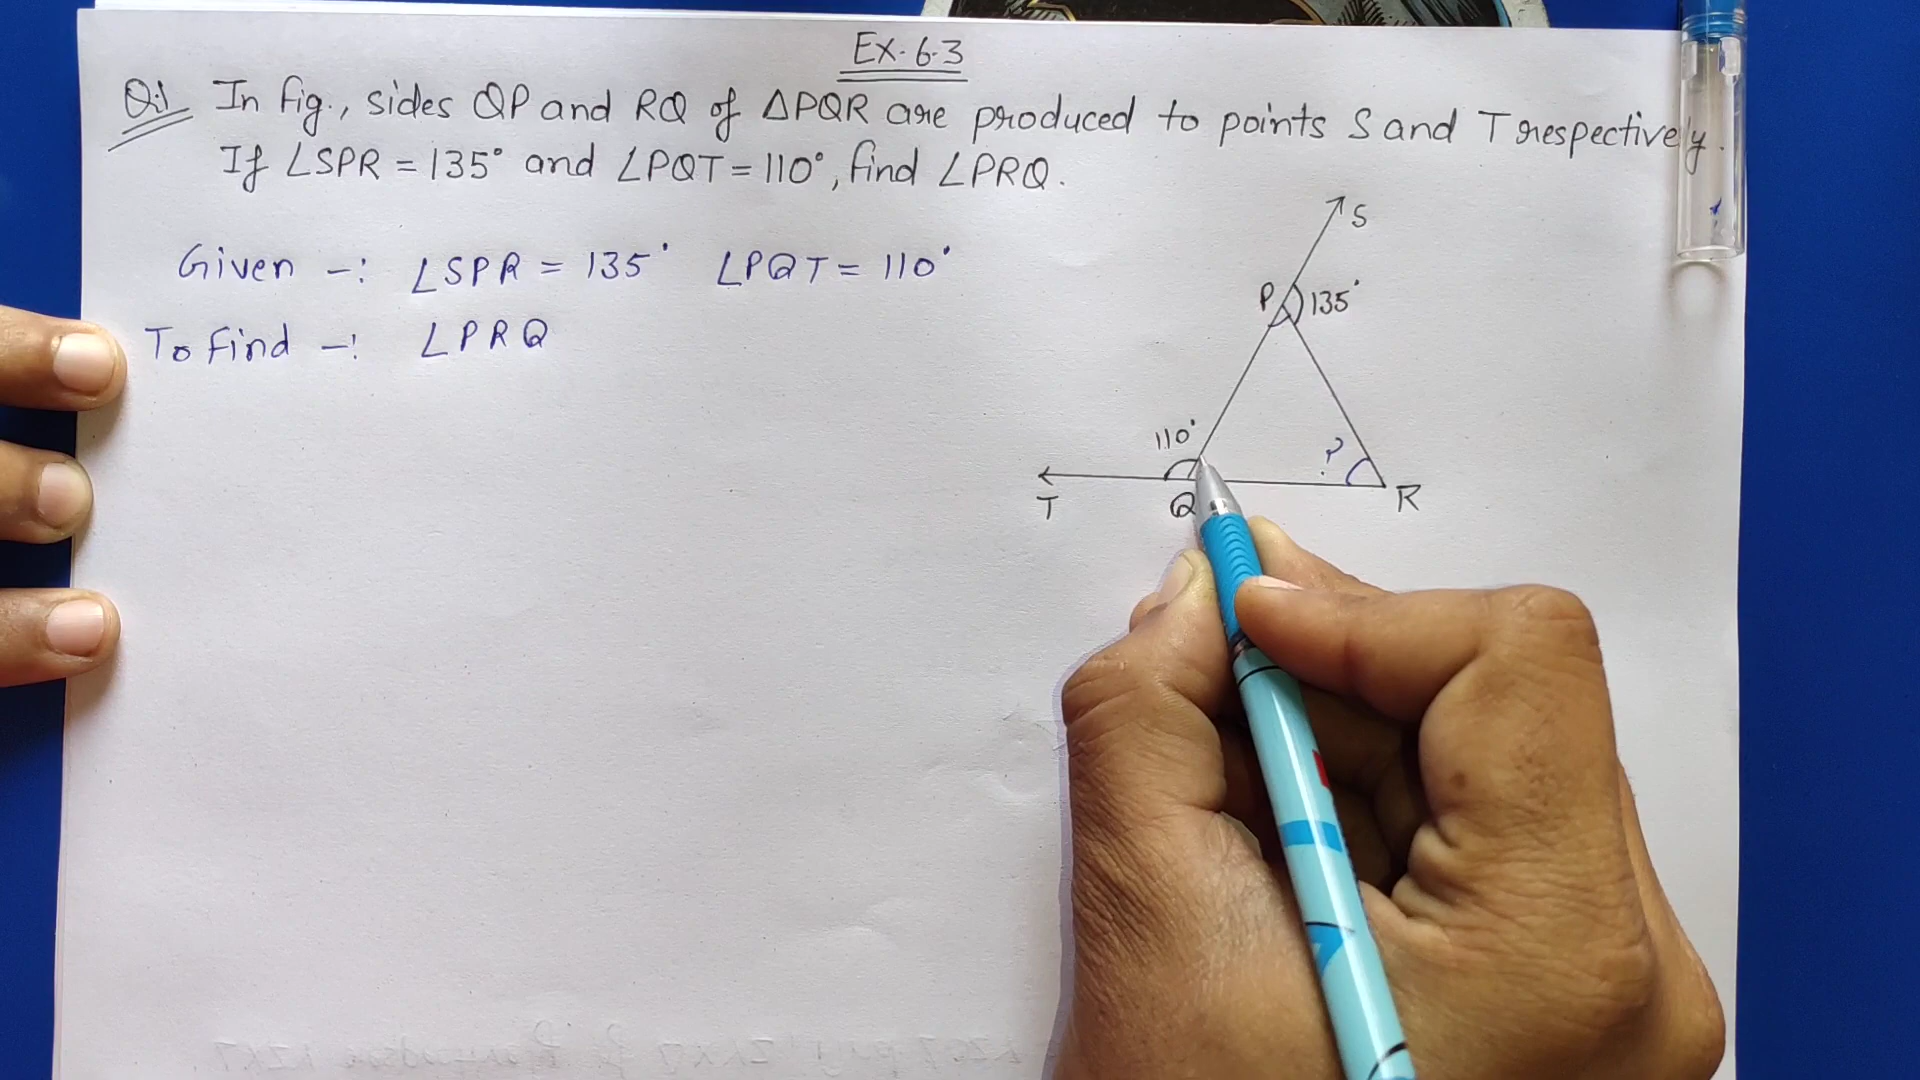 Ex. 6.3
Q.1 In fig., sides QP and RQ of △PQR are produced to points S and T respectively.
If ∠SPR = 135° and ∠PQT = 110°, find ∠PRQ.
Given -: ∠SPR = 135° ∠PQT = 110°
To find -: ∠PRQ
S
P 135°
110° ?
T Q R